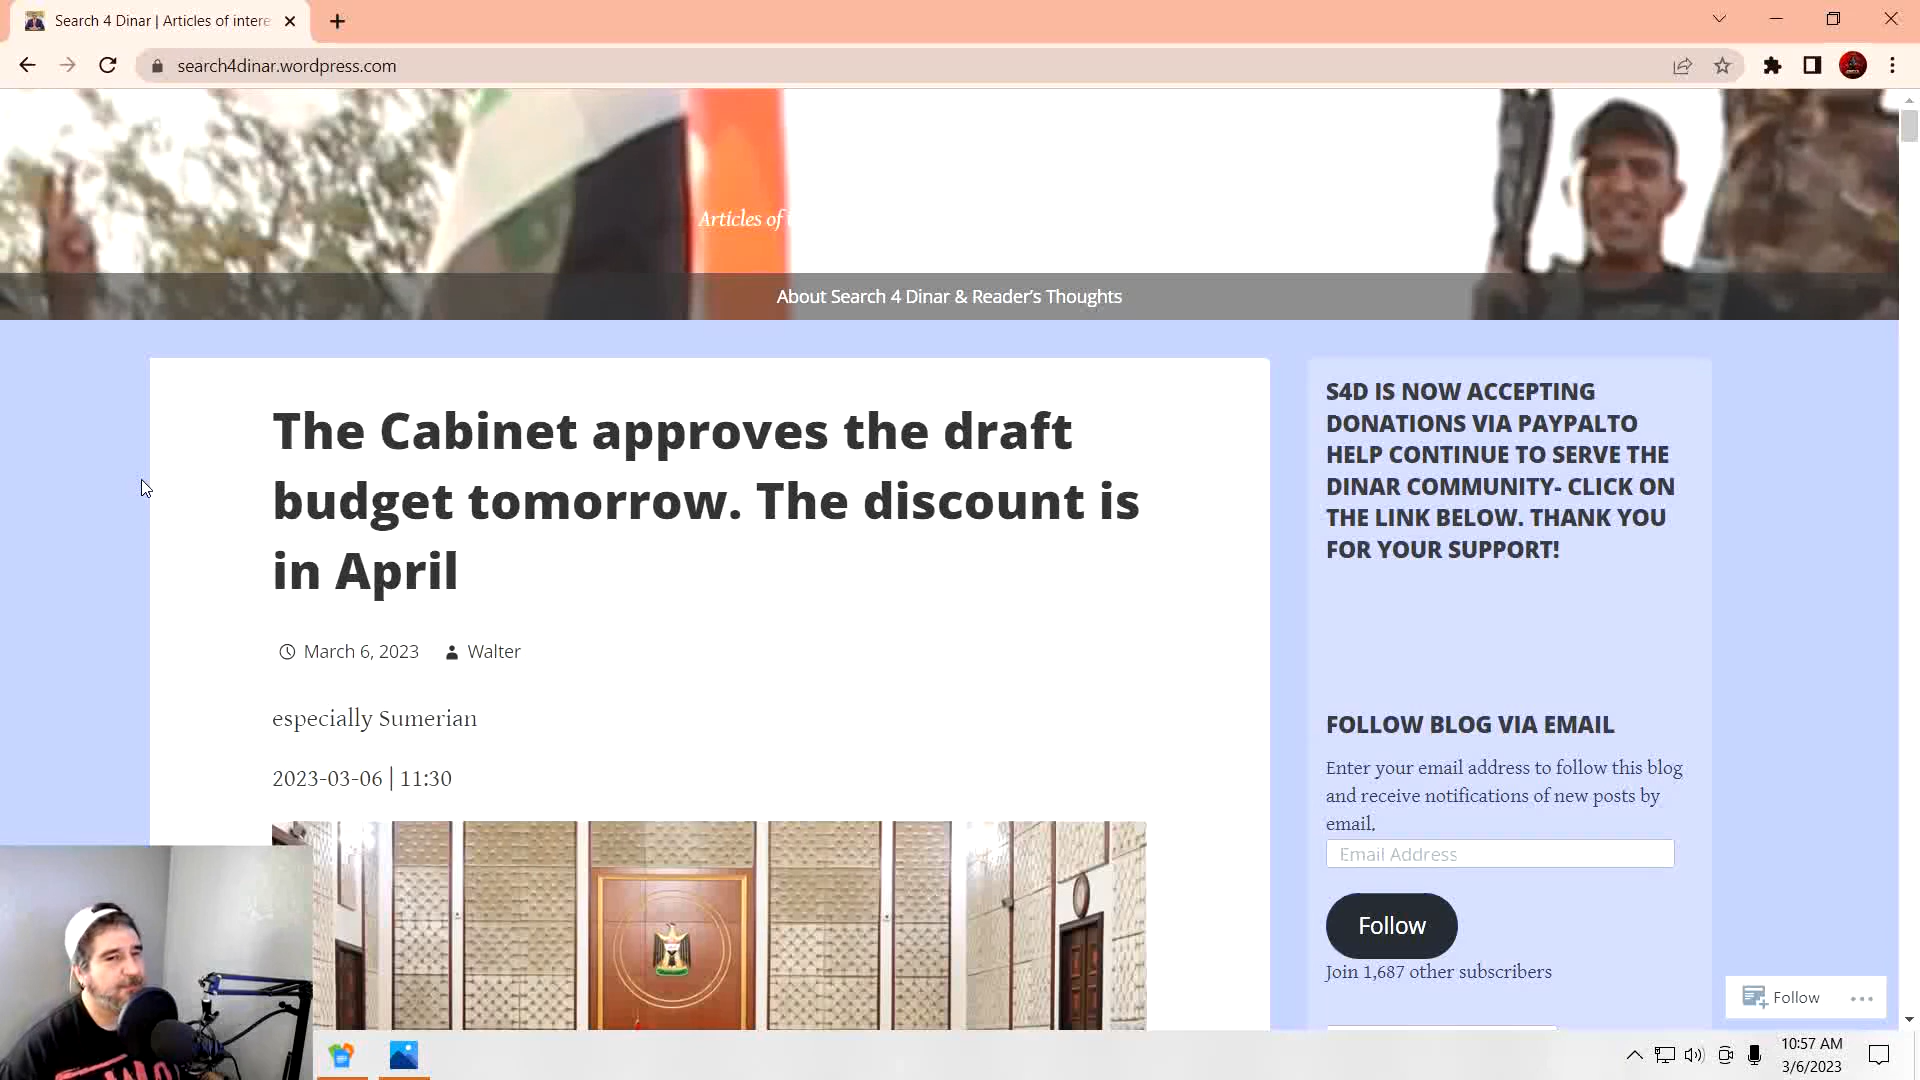 Search 4 Dinar | Articles of intere
search4dinar.wordpress.com
Articles of
About Search 4 Dinar & Reader's Thoughts
The Cabinet approves the draft
budget tomorrow. The discount is
in April
March 6, 2023 Walter
especially Sumerian
2023-03-06 | 11:30
S4D IS NOW ACCEPTING
DONATIONS VIA PAYPALTO
HELP CONTINUE TO SERVE THE
DINAR COMMUNITY- CLICK ON
THE LINK BELOW. THANK YOU
FOR YOUR SUPPORT!
FOLLOW BLOG VIA EMAIL
Enter your email address to follow this blog
and receive notifications of new posts by
email.
Email Address
Follow
Join 1,687 other subscribers
Follow
10:57 AM
3/6/2023